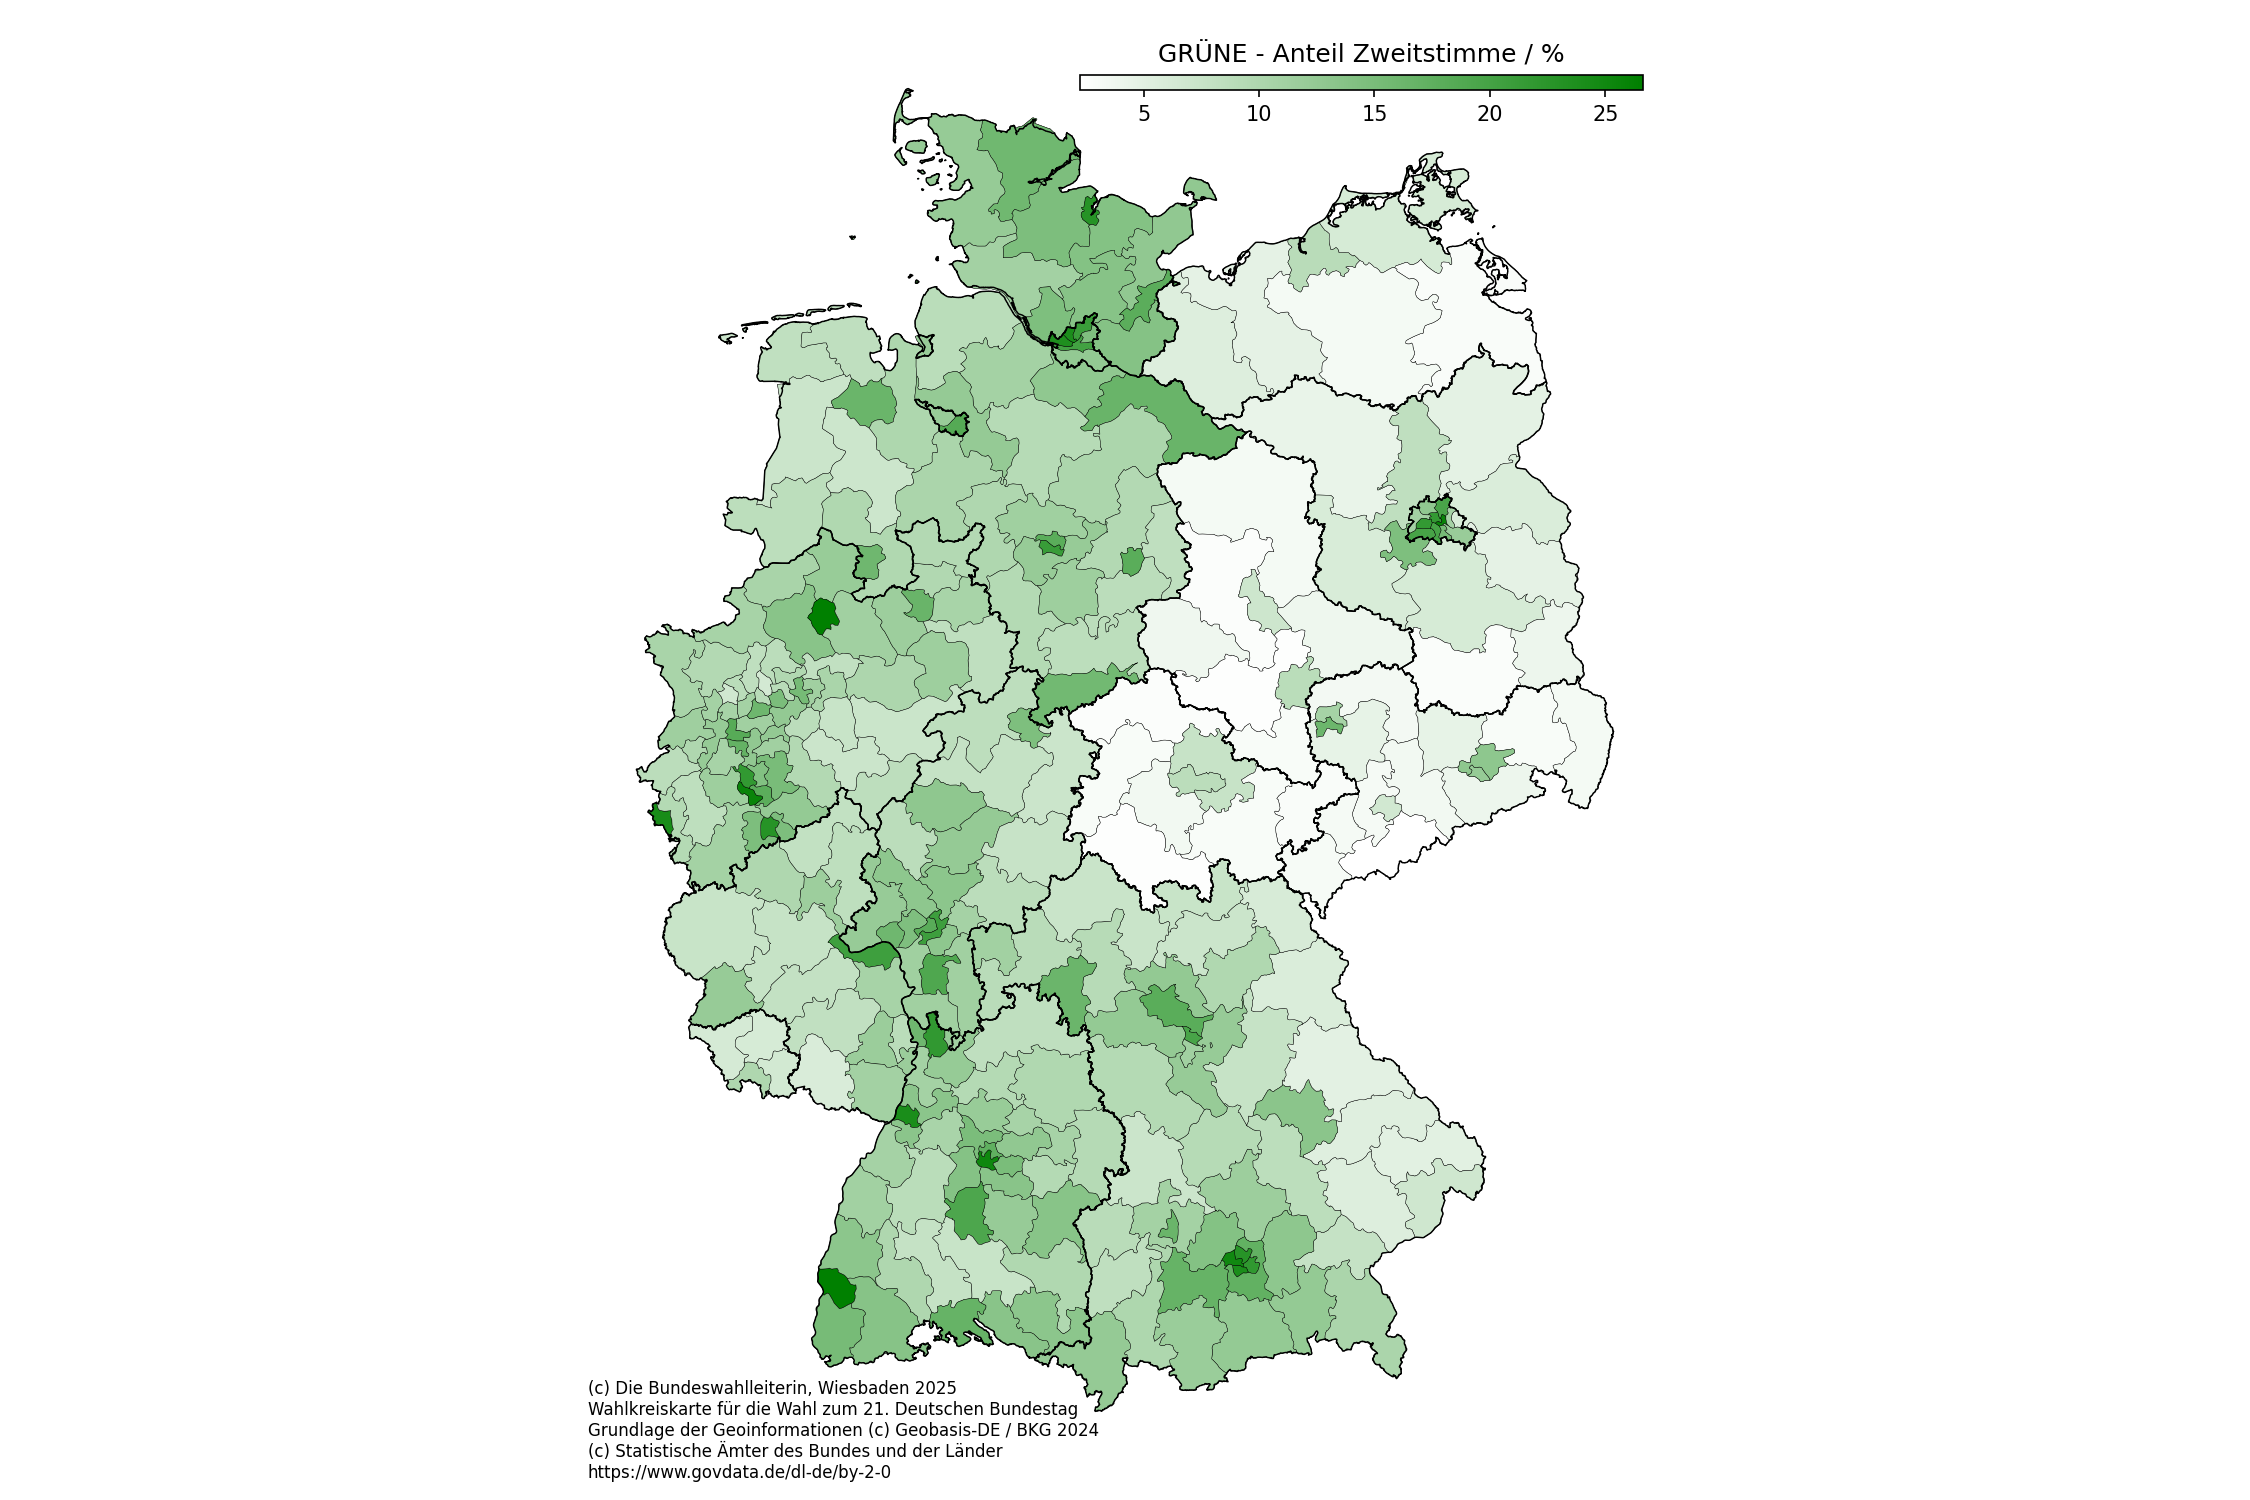 GRÜNE - Anteil Zweitstimme / %
5 10 15 20 25
(c) Die Bundeswahlleiterin, Wiesbaden 2025
Wahlkreiskarte für die Wahl zum 21. Deutschen Bundestag
Grundlage der Geoinformationen (c) Geobasis-DE / BKG 2024
(c) Statistische Ämter des Bundes und der Länder
https://www.govdata.de/dl-de/by-2-0